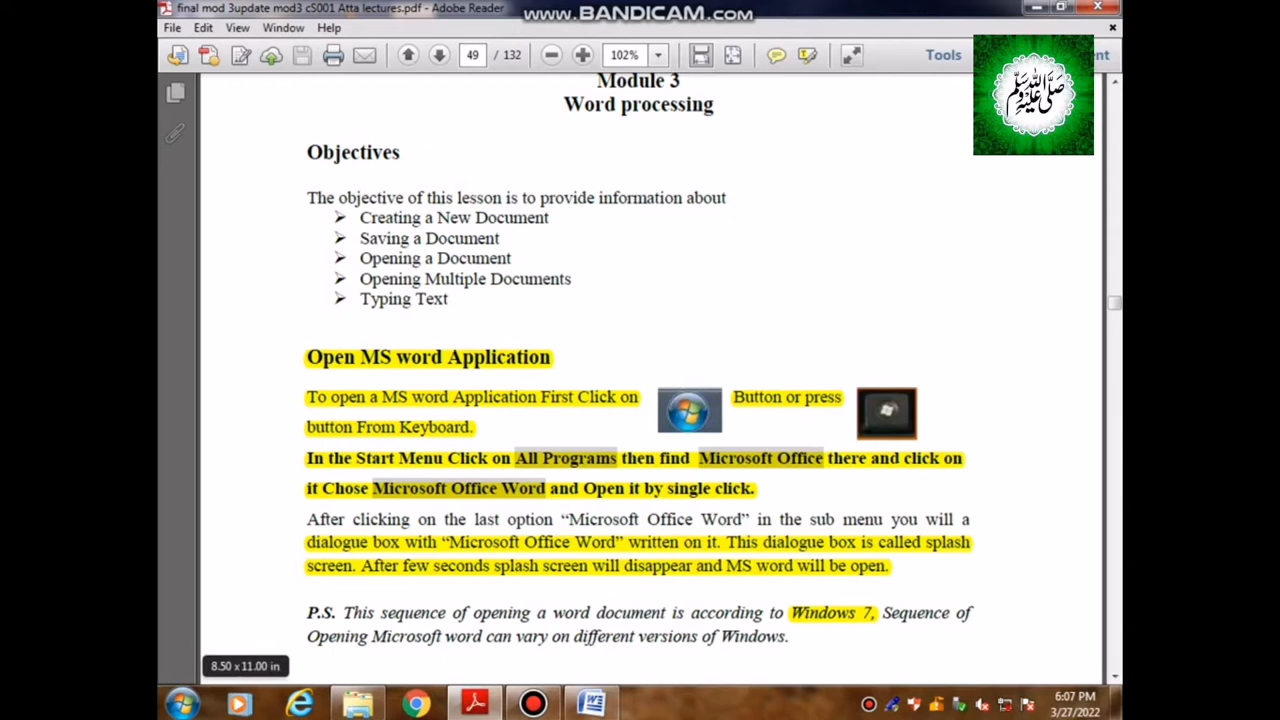 final mod 3update mod3 cS001 Atta lectures.pdf - Adobe Reader
www.BANDICAM.com
File Edit View Window Help
49 / 132
102%
Tools
ent
صلى الله عليه وسلم
Module 3
Word processing
Objectives
The objective of this lesson is to provide information about
Creating a New Document
Saving a Document
Opening a Document
Opening Multiple Documents
Typing Text
Open MS word Application
To open a MS word Application First Click on Button or press
button From Keyboard.
In the Start Menu Click on All Programs then find Microsoft Office there and click on
it Chose Microsoft Office Word and Open it by single click.
After clicking on the last option “Microsoft Office Word” in the sub menu you will a
dialogue box with “Microsoft Office Word” written on it. This dialogue box is called splash
screen. After few seconds splash screen will disappear and MS word will be open.
P.S. This sequence of opening a word document is according to Windows 7, Sequence of
Opening Microsoft word can vary on different versions of Windows.
8.50 x 11.00 in
6:07 PM
3/27/2022